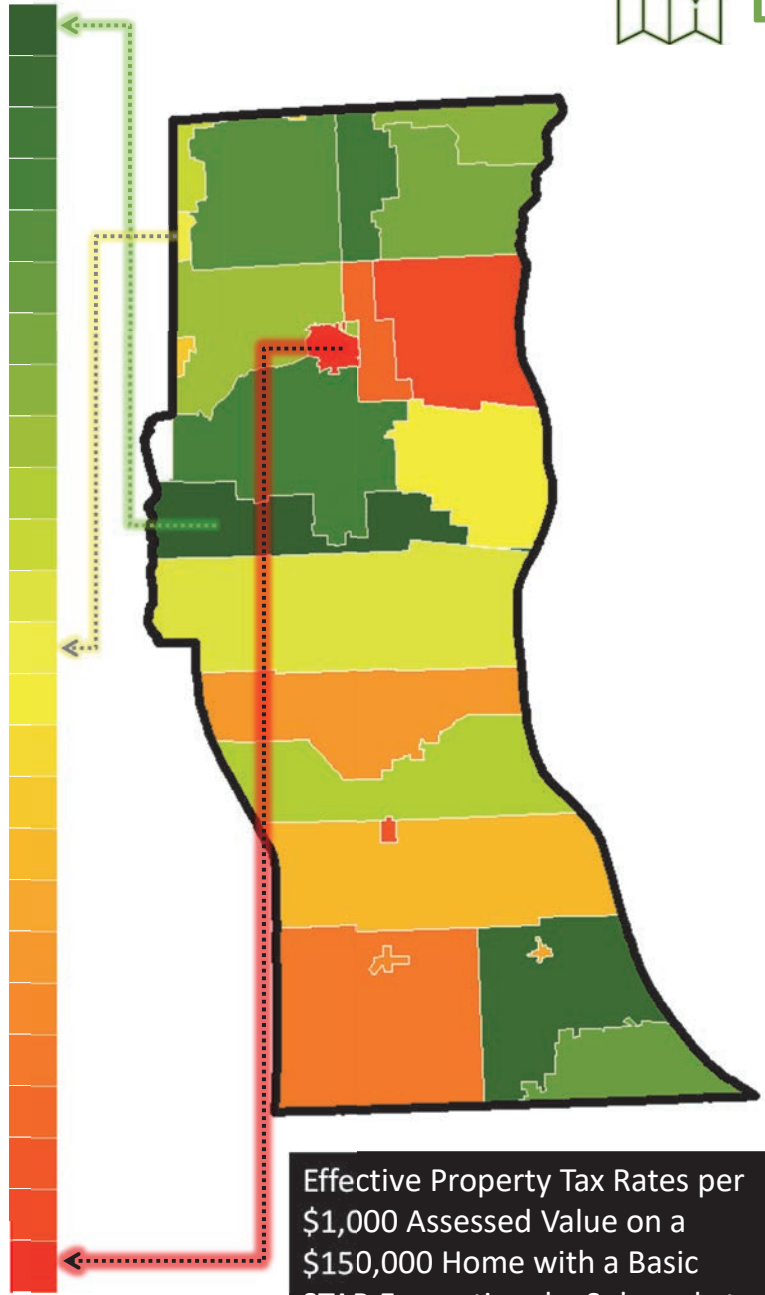 Effective Property Tax Rates per
$1,000 Assessed Value on a
$150,000 Home with a Basic